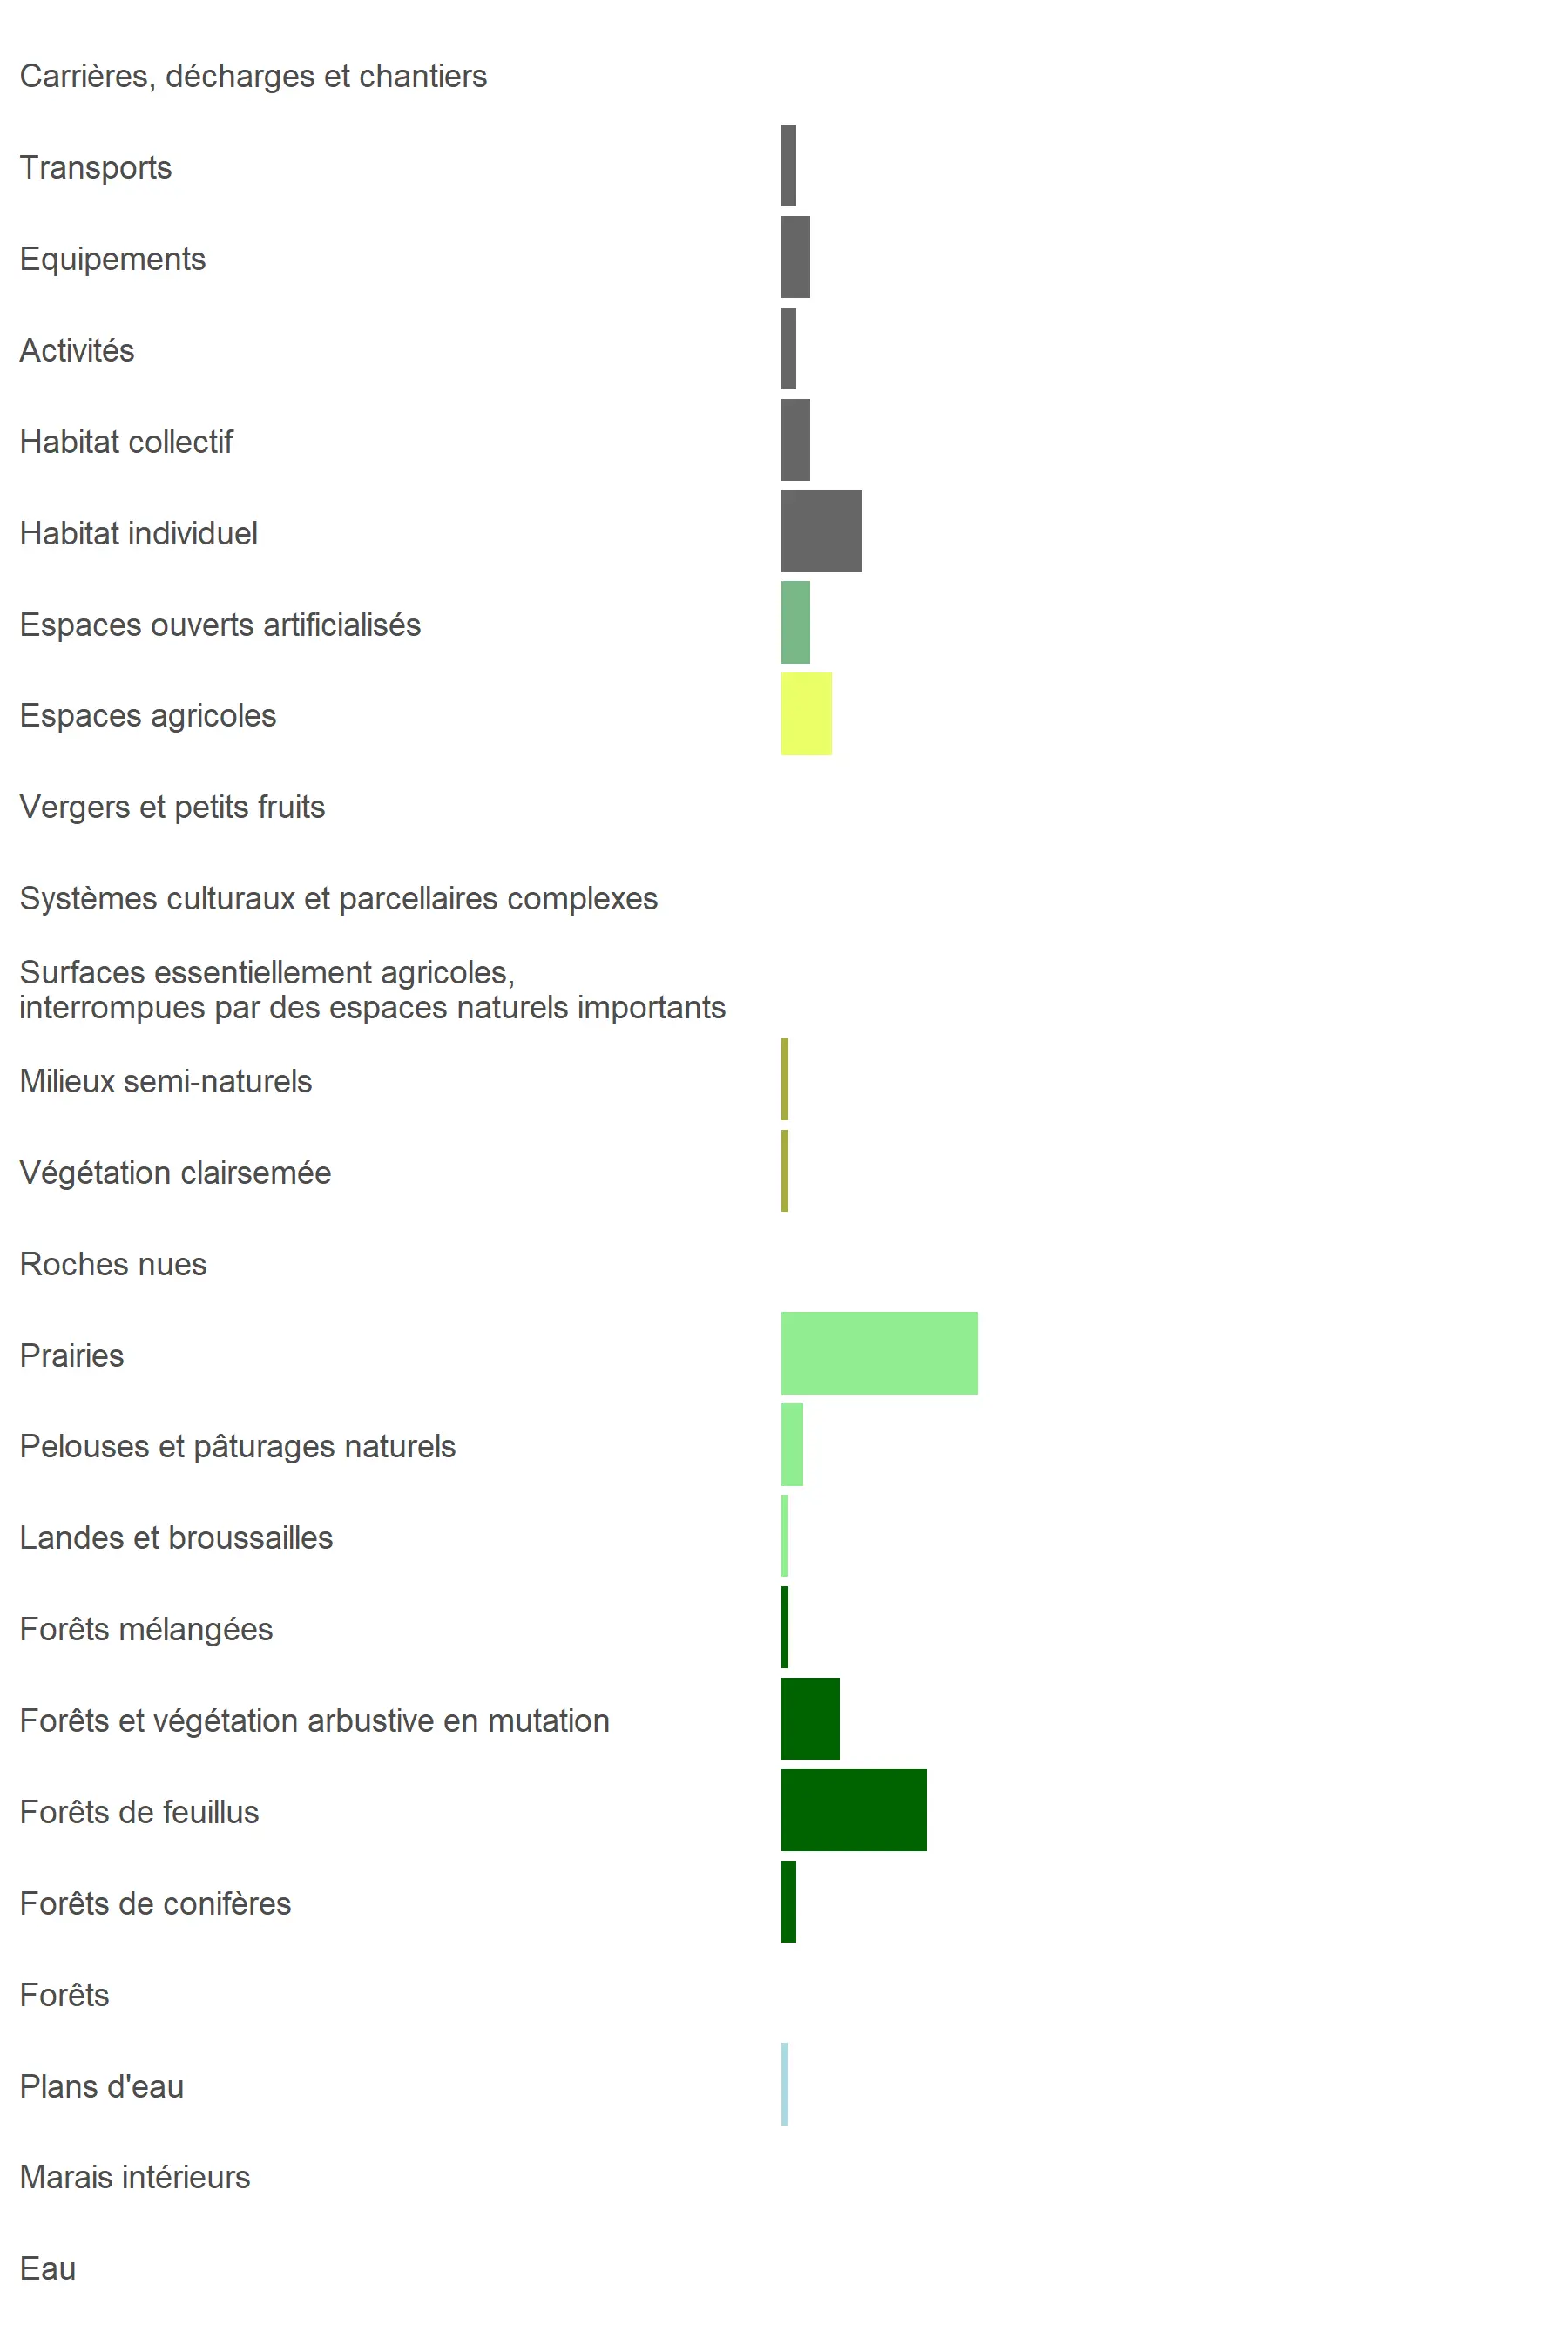 Carrières, décharges et chantiers
Transports
Equipements
Activités
Habitat collectif
Habitat individuel
Espaces ouverts artificialisés
Espaces agricoles
Vergers et petits fruits
Systèmes culturaux et parcellaires complexes
Surfaces essentiellement agricoles,
interrompues par des espaces naturels importants
Milieux semi-naturels
Végétation clairsemée
Roches nues
Prairies
Pelouses et pâturages naturels
Landes et broussailles
Forêts mélangées
Forêts et végétation arbustive en mutation
Forêts de feuillus
Forêts de conifères
Forêts
Plans d'eau
Marais intérieurs
Eau